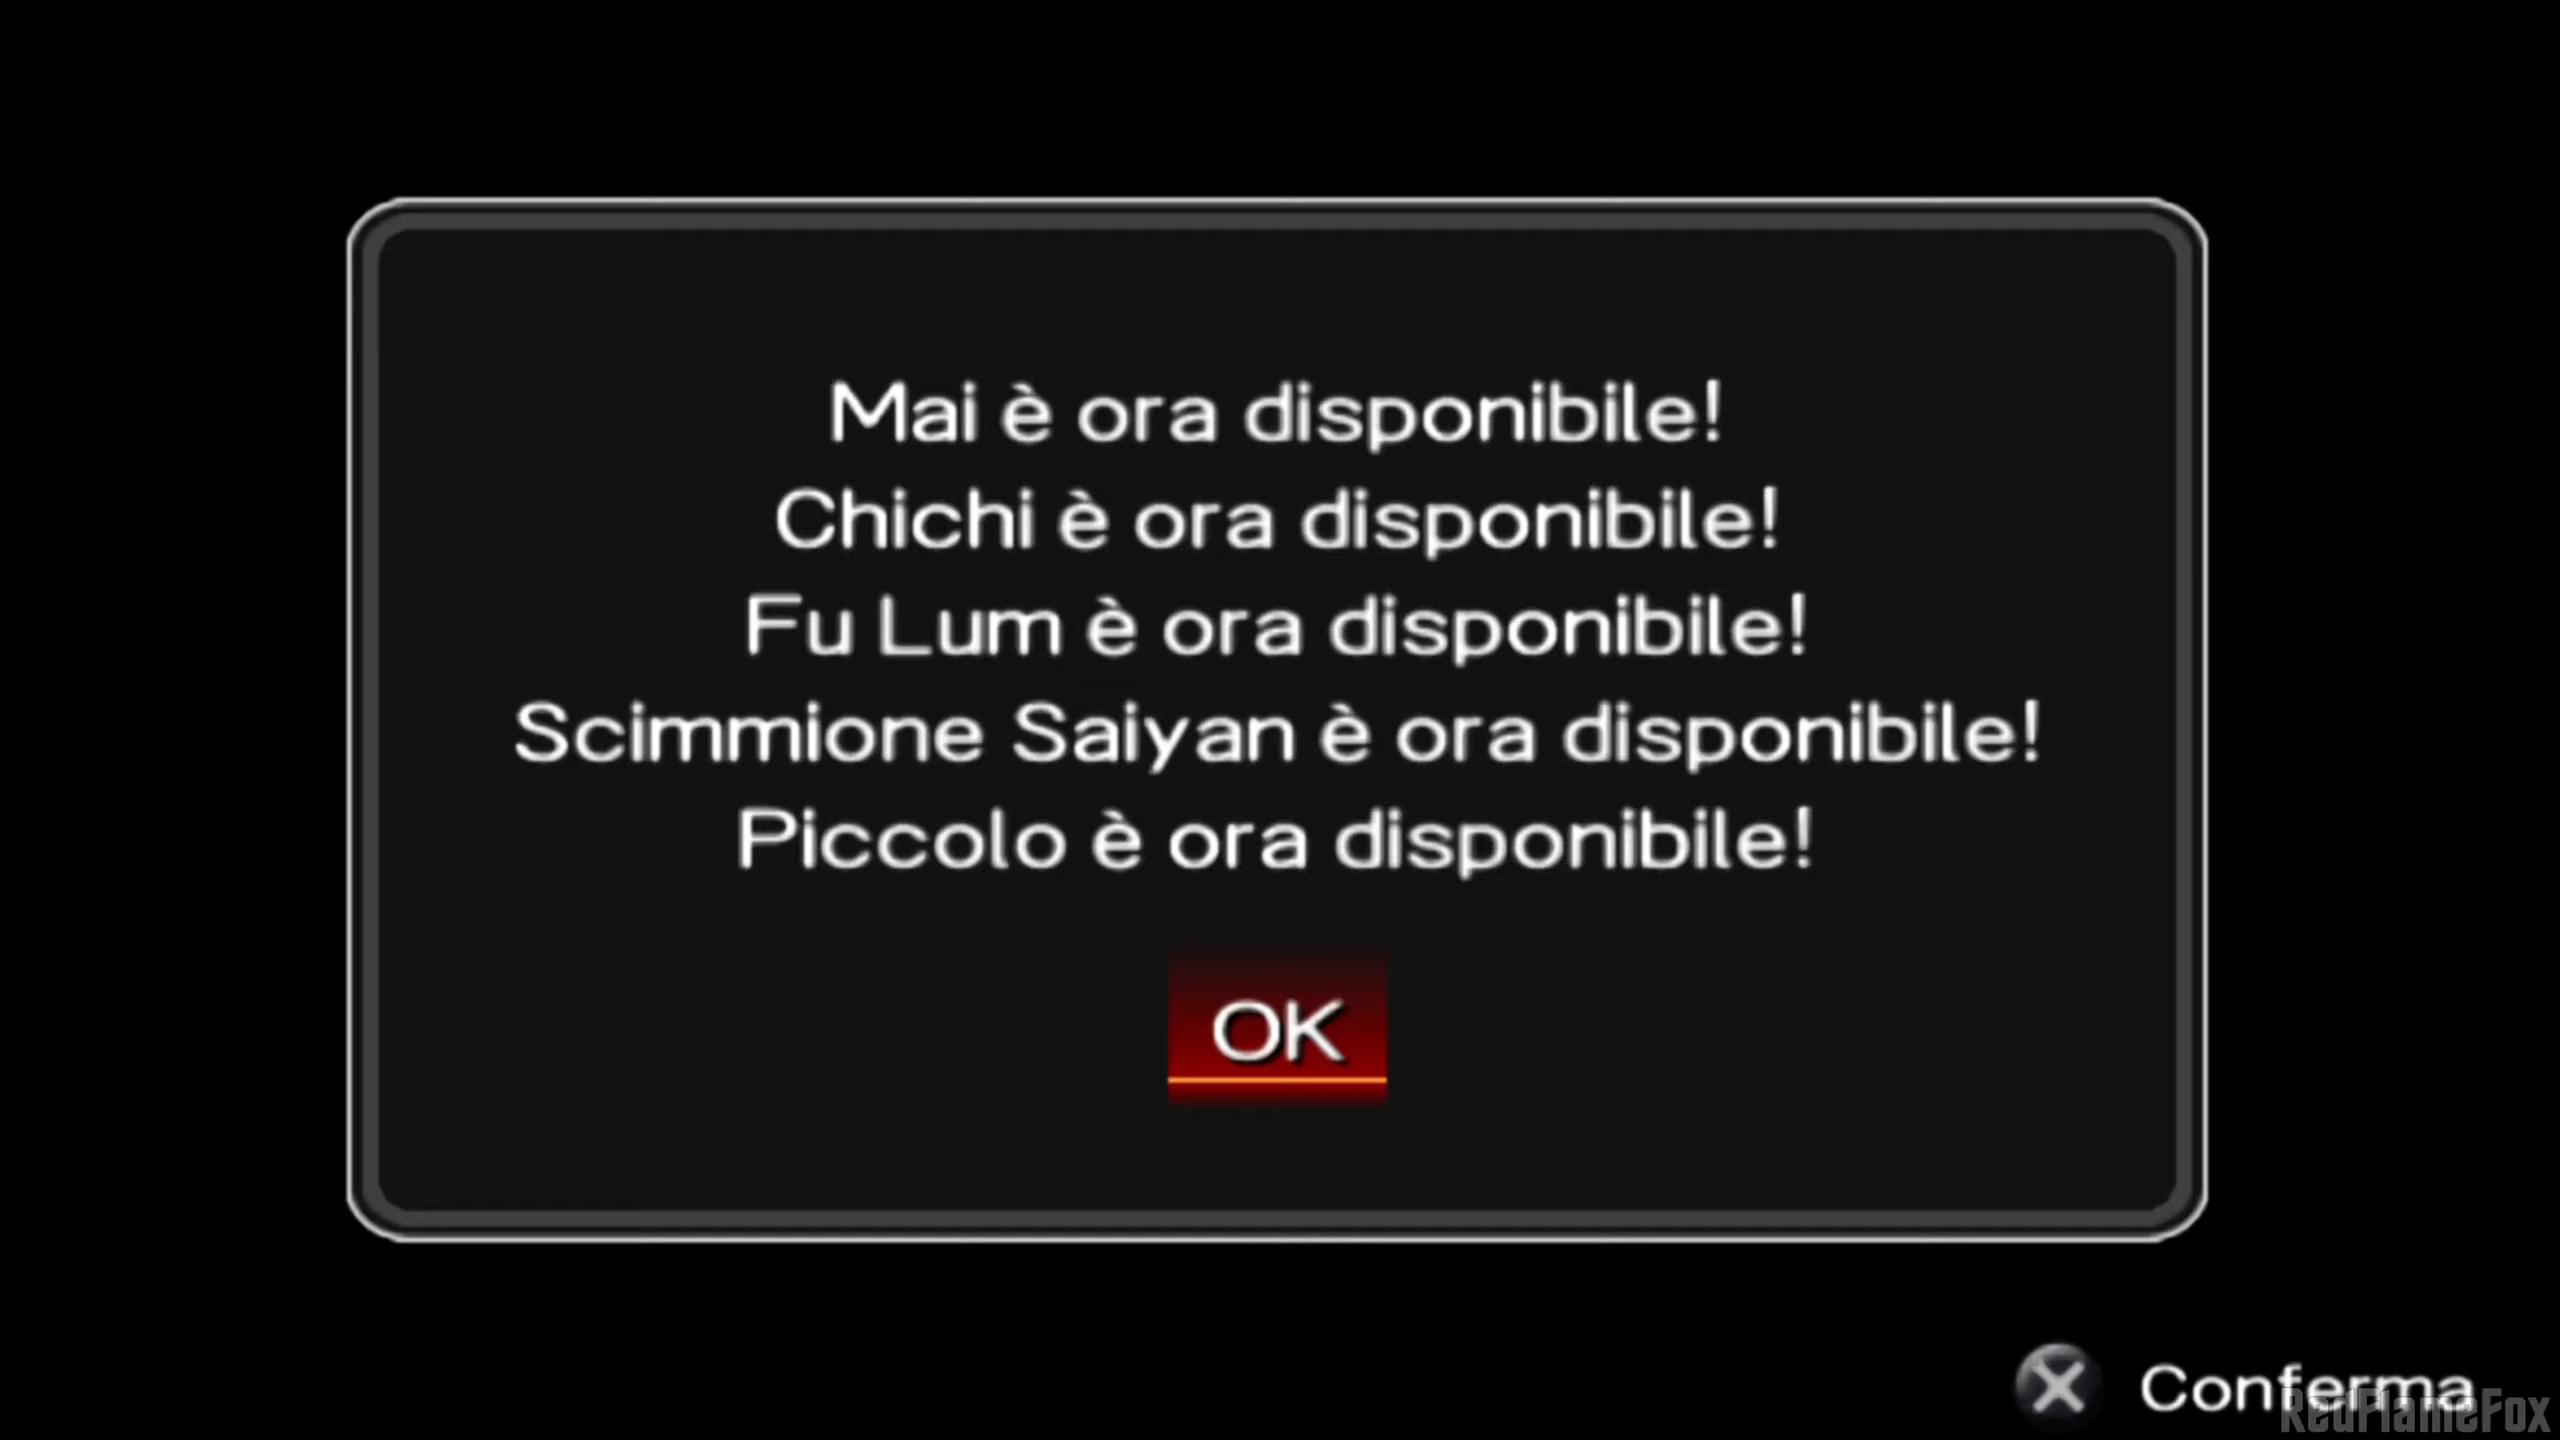 Mai è ora disponibile!
Chichi è ora disponibile!
Fu Lum è ora disponibile!
Scimmione Saiyan è ora disponibile!
Piccolo è ora disponibile!
OK
Conferma
RedFlameFox